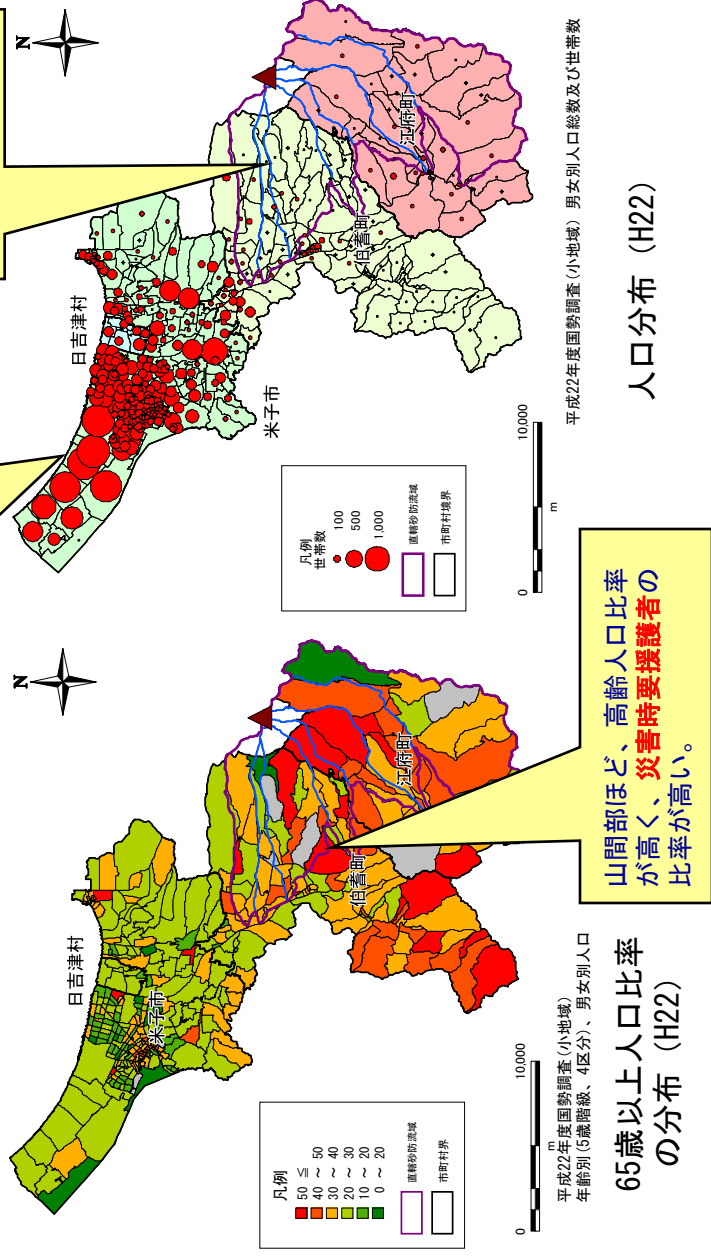 N
日吉津村
米子市
伯耆町
江府町
凡例
50 ≦
40 ～ 50
30 ～ 40
20 ～ 30
10 ～ 20
0 ～ 20
直轄砂防流域
市町村界
0
10,000
m
平成22年度国勢調査(小地域)
年齢別(5歳階級、4区分)、男女別人口
65歳以上人口比率
の分布 (H22)
山間部ほど、高齢人口比率
が高く、災害時要援護者の
比率が高い。
N
日吉津村
米子市
伯耆町
江府町
凡例
世帯数
100
500
1,000
直轄砂防流域
市町村境界
0
10,000
m
平成22年度国勢調査(小地域) 男女別人口総数及び世帯数
人口分布 (H22)